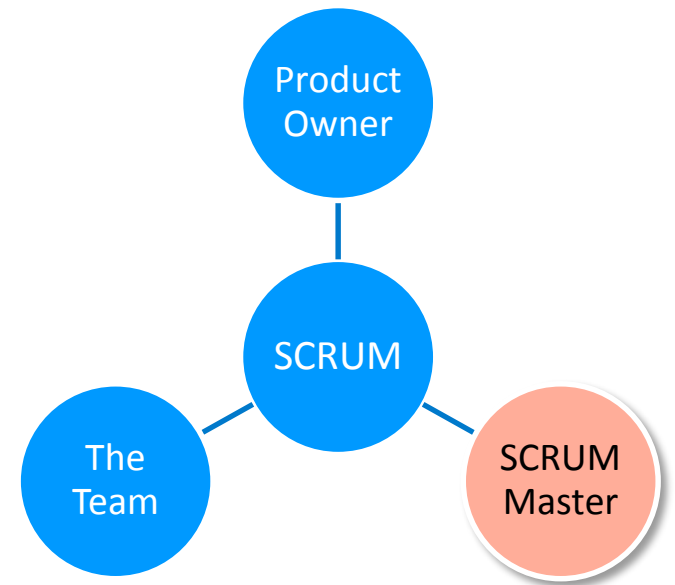 Product
Owner
SCRUM
The
Team
SCRUM
Master